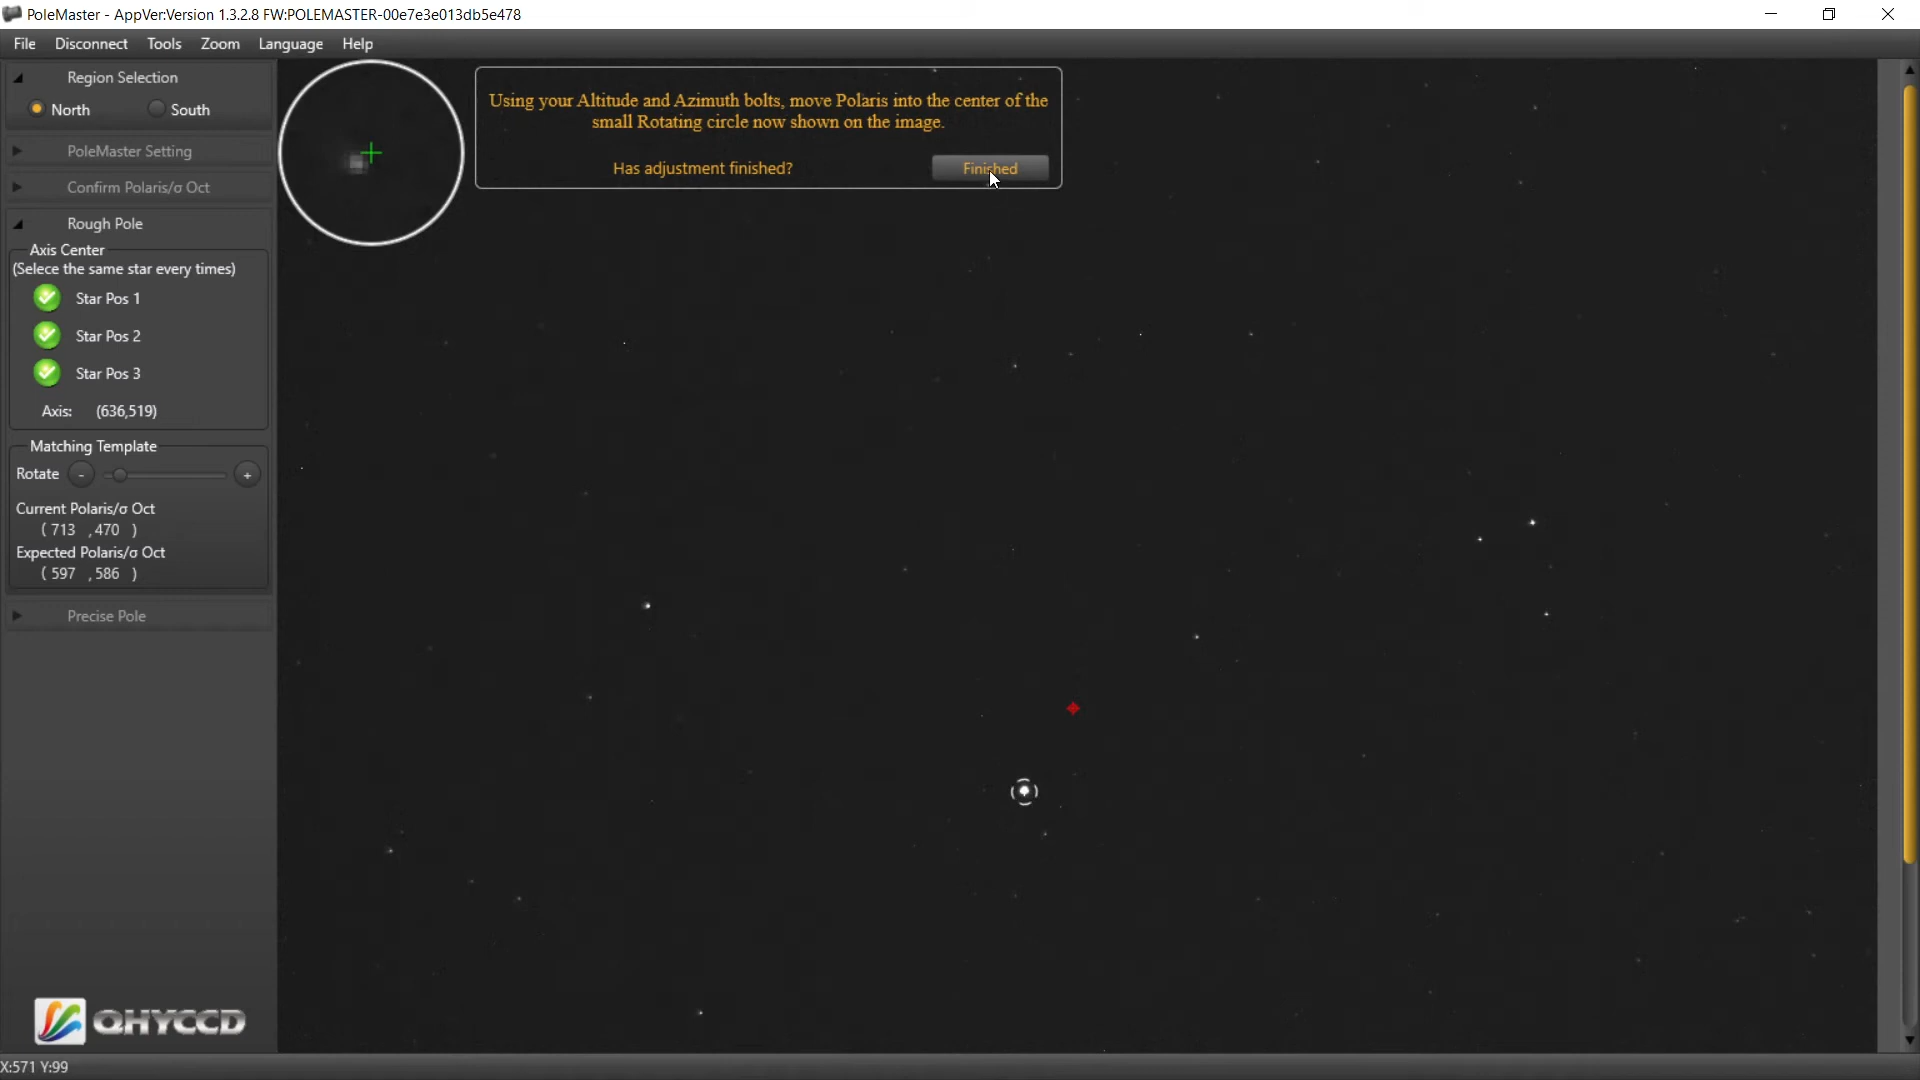 PoleMaster - AppVer:Version 1.3.2.8 FW:POLEMASTER-00e7e3e013db5e478
File Disconnect Tools Zoom Language Help
Region Selection
North South
PoleMaster Setting
Confirm Polaris/σ Oct
Rough Pole
Axis Center
(Selece the same star every times)
Star Pos 1
Star Pos 2
Star Pos 3
Axis: (636,519)
Matching Template
Rotate - +
Current Polaris/σ Oct
( 713 ,470 )
Expected Polaris/σ Oct
( 597 ,586 )
Precise Pole
QHYCCD
X:571 Y:99
Using your Altitude and Azimuth bolts, move Polaris into the center of the
small Rotating circle now shown on the image.
Has adjustment finished? Finished